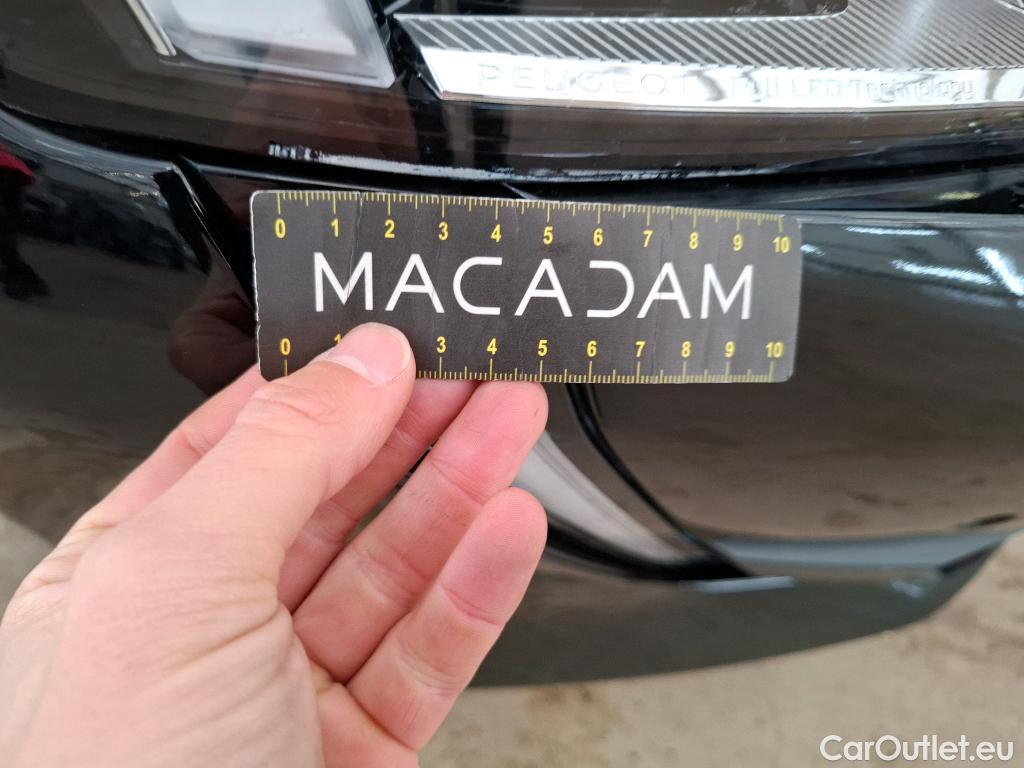 PEUGEOT Full LED Technology
0 1 2 3 4 5 6 7 8 9 10
MACADAM
0 1 3 4 5 6 7 8 9 10
CarOutlet.eu